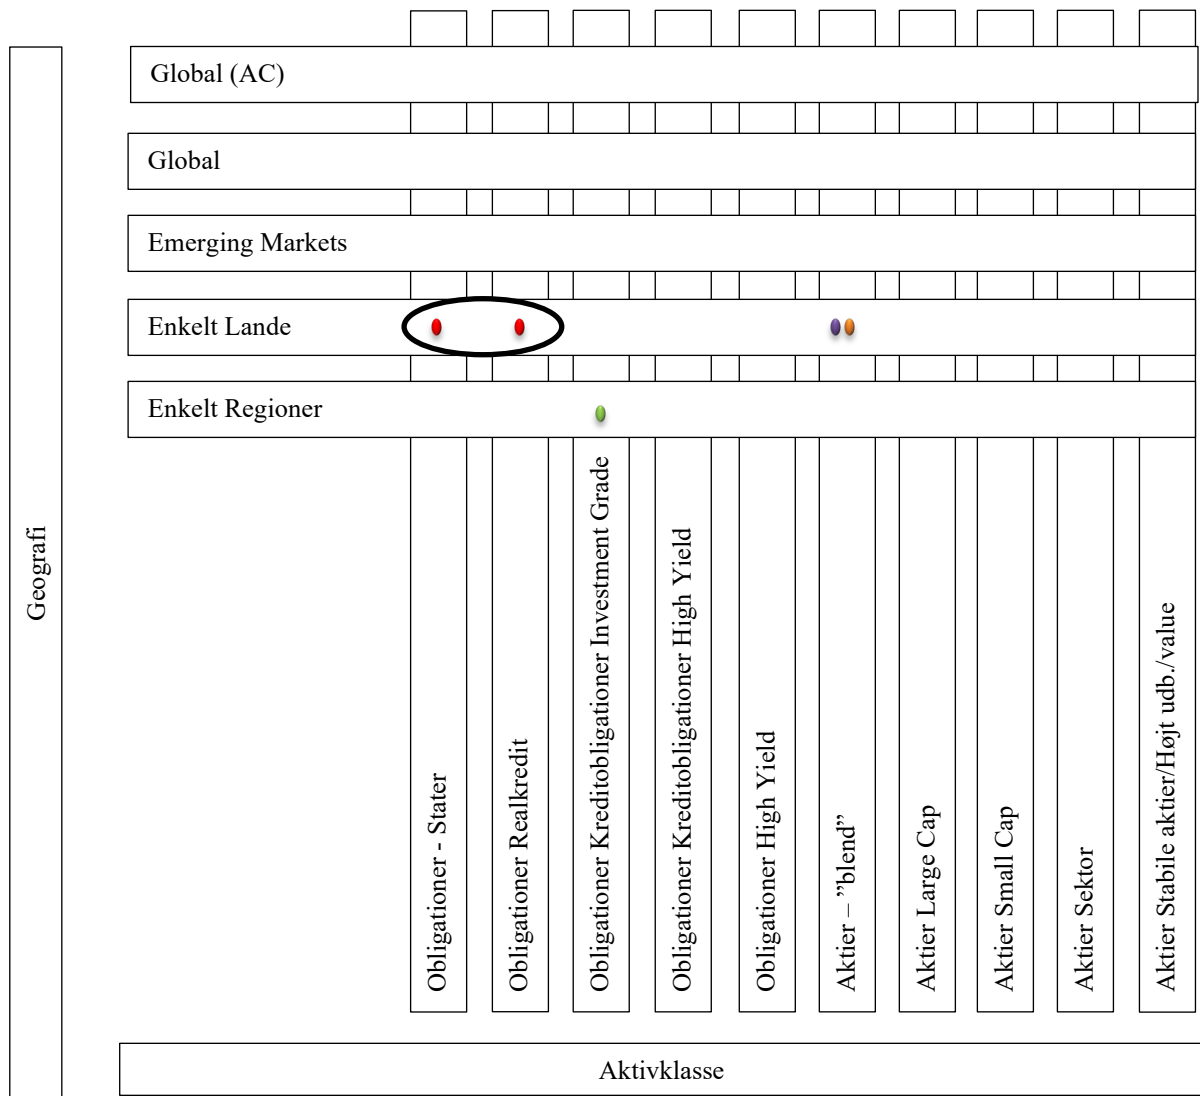 Global (AC)
Global
Emerging Markets
Enkelt Lande
Enkelt Regioner
Geografi
Obligationer - Stater
Obligationer Realkredit
Obligationer Kreditobligationer Investment Grade
Obligationer Kreditobligationer High Yield
Obligationer High Yield
Aktier – ”blend”
Aktier Large Cap
Aktier Small Cap
Aktier Sektor
Aktier Stabile aktier/Højt udb./value
Aktivklasse